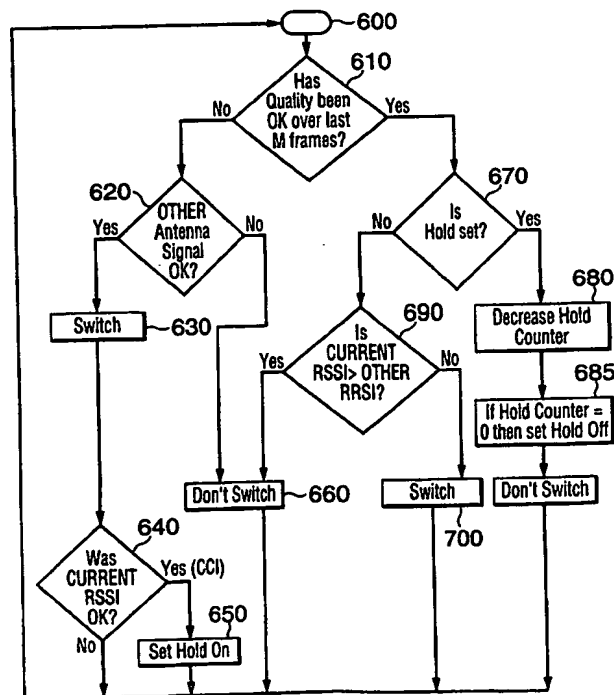 600
610
Has
Quality been
OK over last
M frames?
No
Yes
620
OTHER
Antenna
Signal
OK?
Yes
No
670
Is
Hold set?
No
Yes
Switch
630
680
Decrease Hold
Counter
690
Is
CURRENT
RSSI> OTHER
RRSI?
Yes
No
685
If Hold Counter =
0 then set Hold Off
Don't Switch
660
Switch
700
Don't Switch
640
Was
CURRENT
RSSI
OK?
Yes (CCI)
No
650
Set Hold On